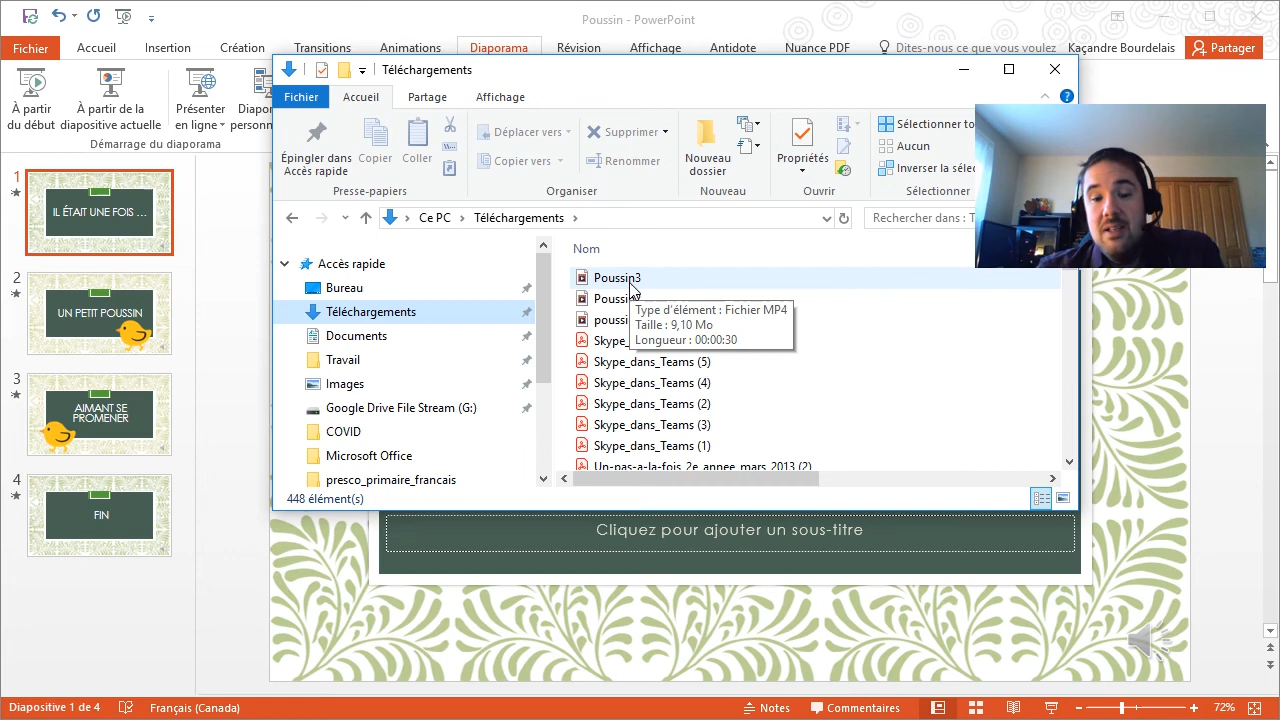 Poussin - PowerPoint
Fichier Accueil Insertion Création Transitions Animations Diaporama Révision Affichage Antidote Nuance PDF Dites-nous ce que vous voulez Kaçandre Bourdelais Partager
À partir du début
À partir de la diapositive actuelle
Présenter en ligne
Démarrage du diaporama
Téléchargements
Fichier Accueil Partage Affichage
Épingler dans Accès rapide
Copier
Coller
Déplacer vers
Copier vers
Supprimer
Renommer
Nouveau dossier
Propriétés
Aucun
Presse-papiers Organiser Nouveau Ouvrir Sélectionner
Ce PC > Téléchargements >
Rechercher dans : T
Accès rapide
Bureau
Téléchargements
Documents
Travail
Images
Google Drive File Stream (G:)
COVID
Microsoft Office
presco_primaire_francais
448 élément(s)
Nom
Poussin3
Type d'élément : Fichier MP4
Taille : 9,10 Mo
Longueur : 00:00:30
Skype_dans_Teams (5)
Skype_dans_Teams (4)
Skype_dans_Teams (2)
Skype_dans_Teams (3)
Skype_dans_Teams (1)
Un-pas-a-la-fois_2e_annee_mars_2013 (2)
1
IL ÉTAIT UNE FOIS ...
2
UN PETIT POUSSIN
3
AIMANT SE
PROMENER
4
FIN
Cliquez pour ajouter un sous-titre
Diapositive 1 de 4 Français (Canada) Notes Commentaires 72%